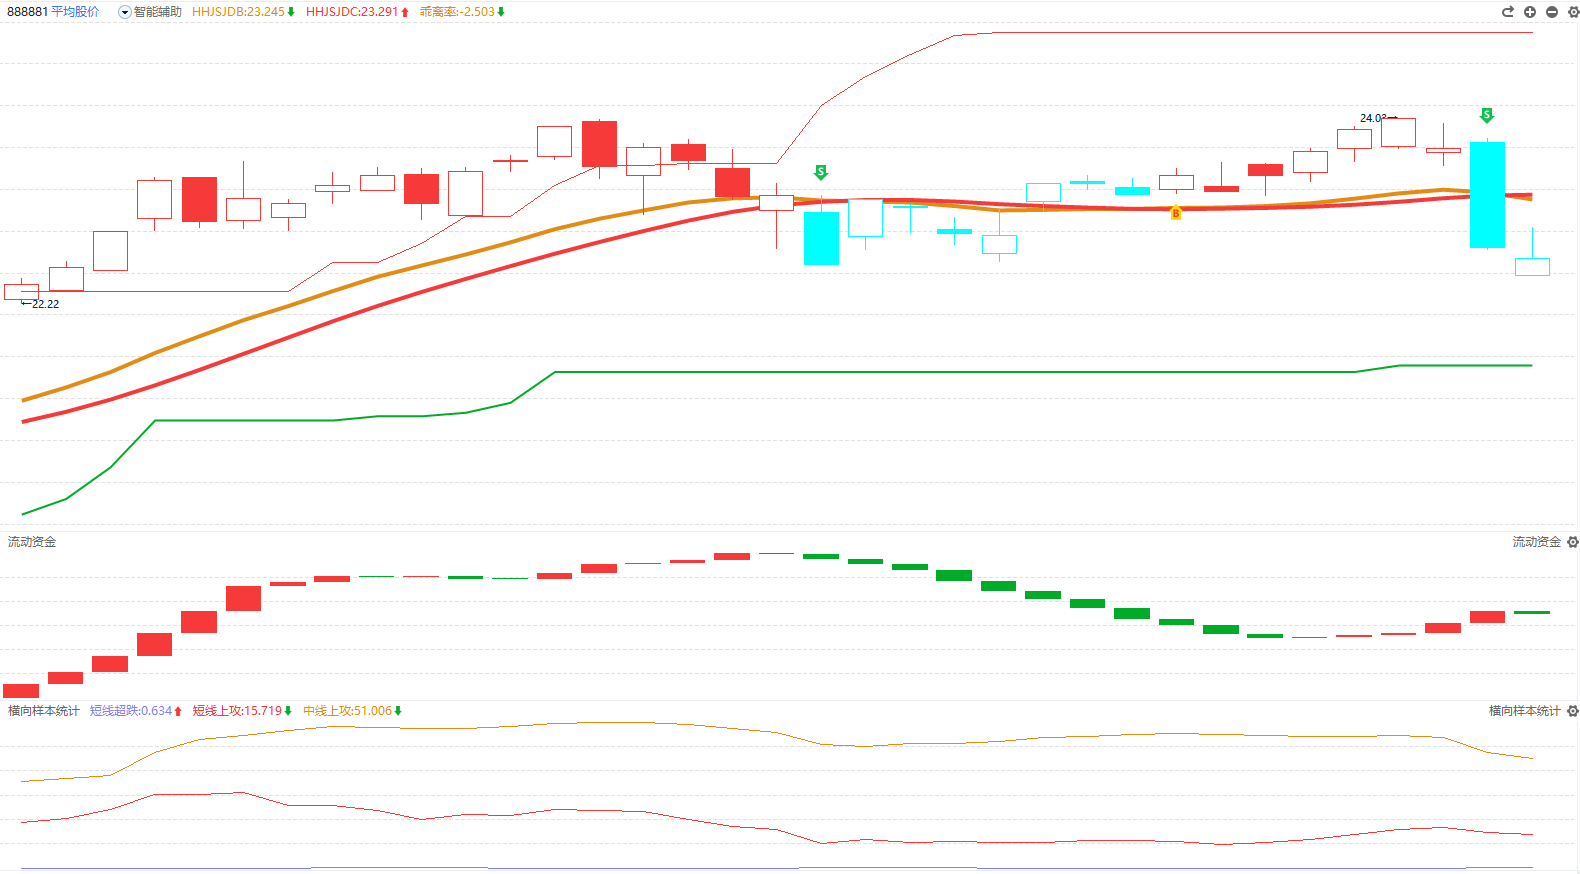 888881 平均股价 智能辅助 HHJSJDB:23.245 HHJSJDC:23.291 乖离率:-2.503
S
24.03
S
B
22.22
流动资金 流动资金
横向样本统计 短线超跌:0.634 短线上攻:15.719 中线上攻:51.006 横向样本统计